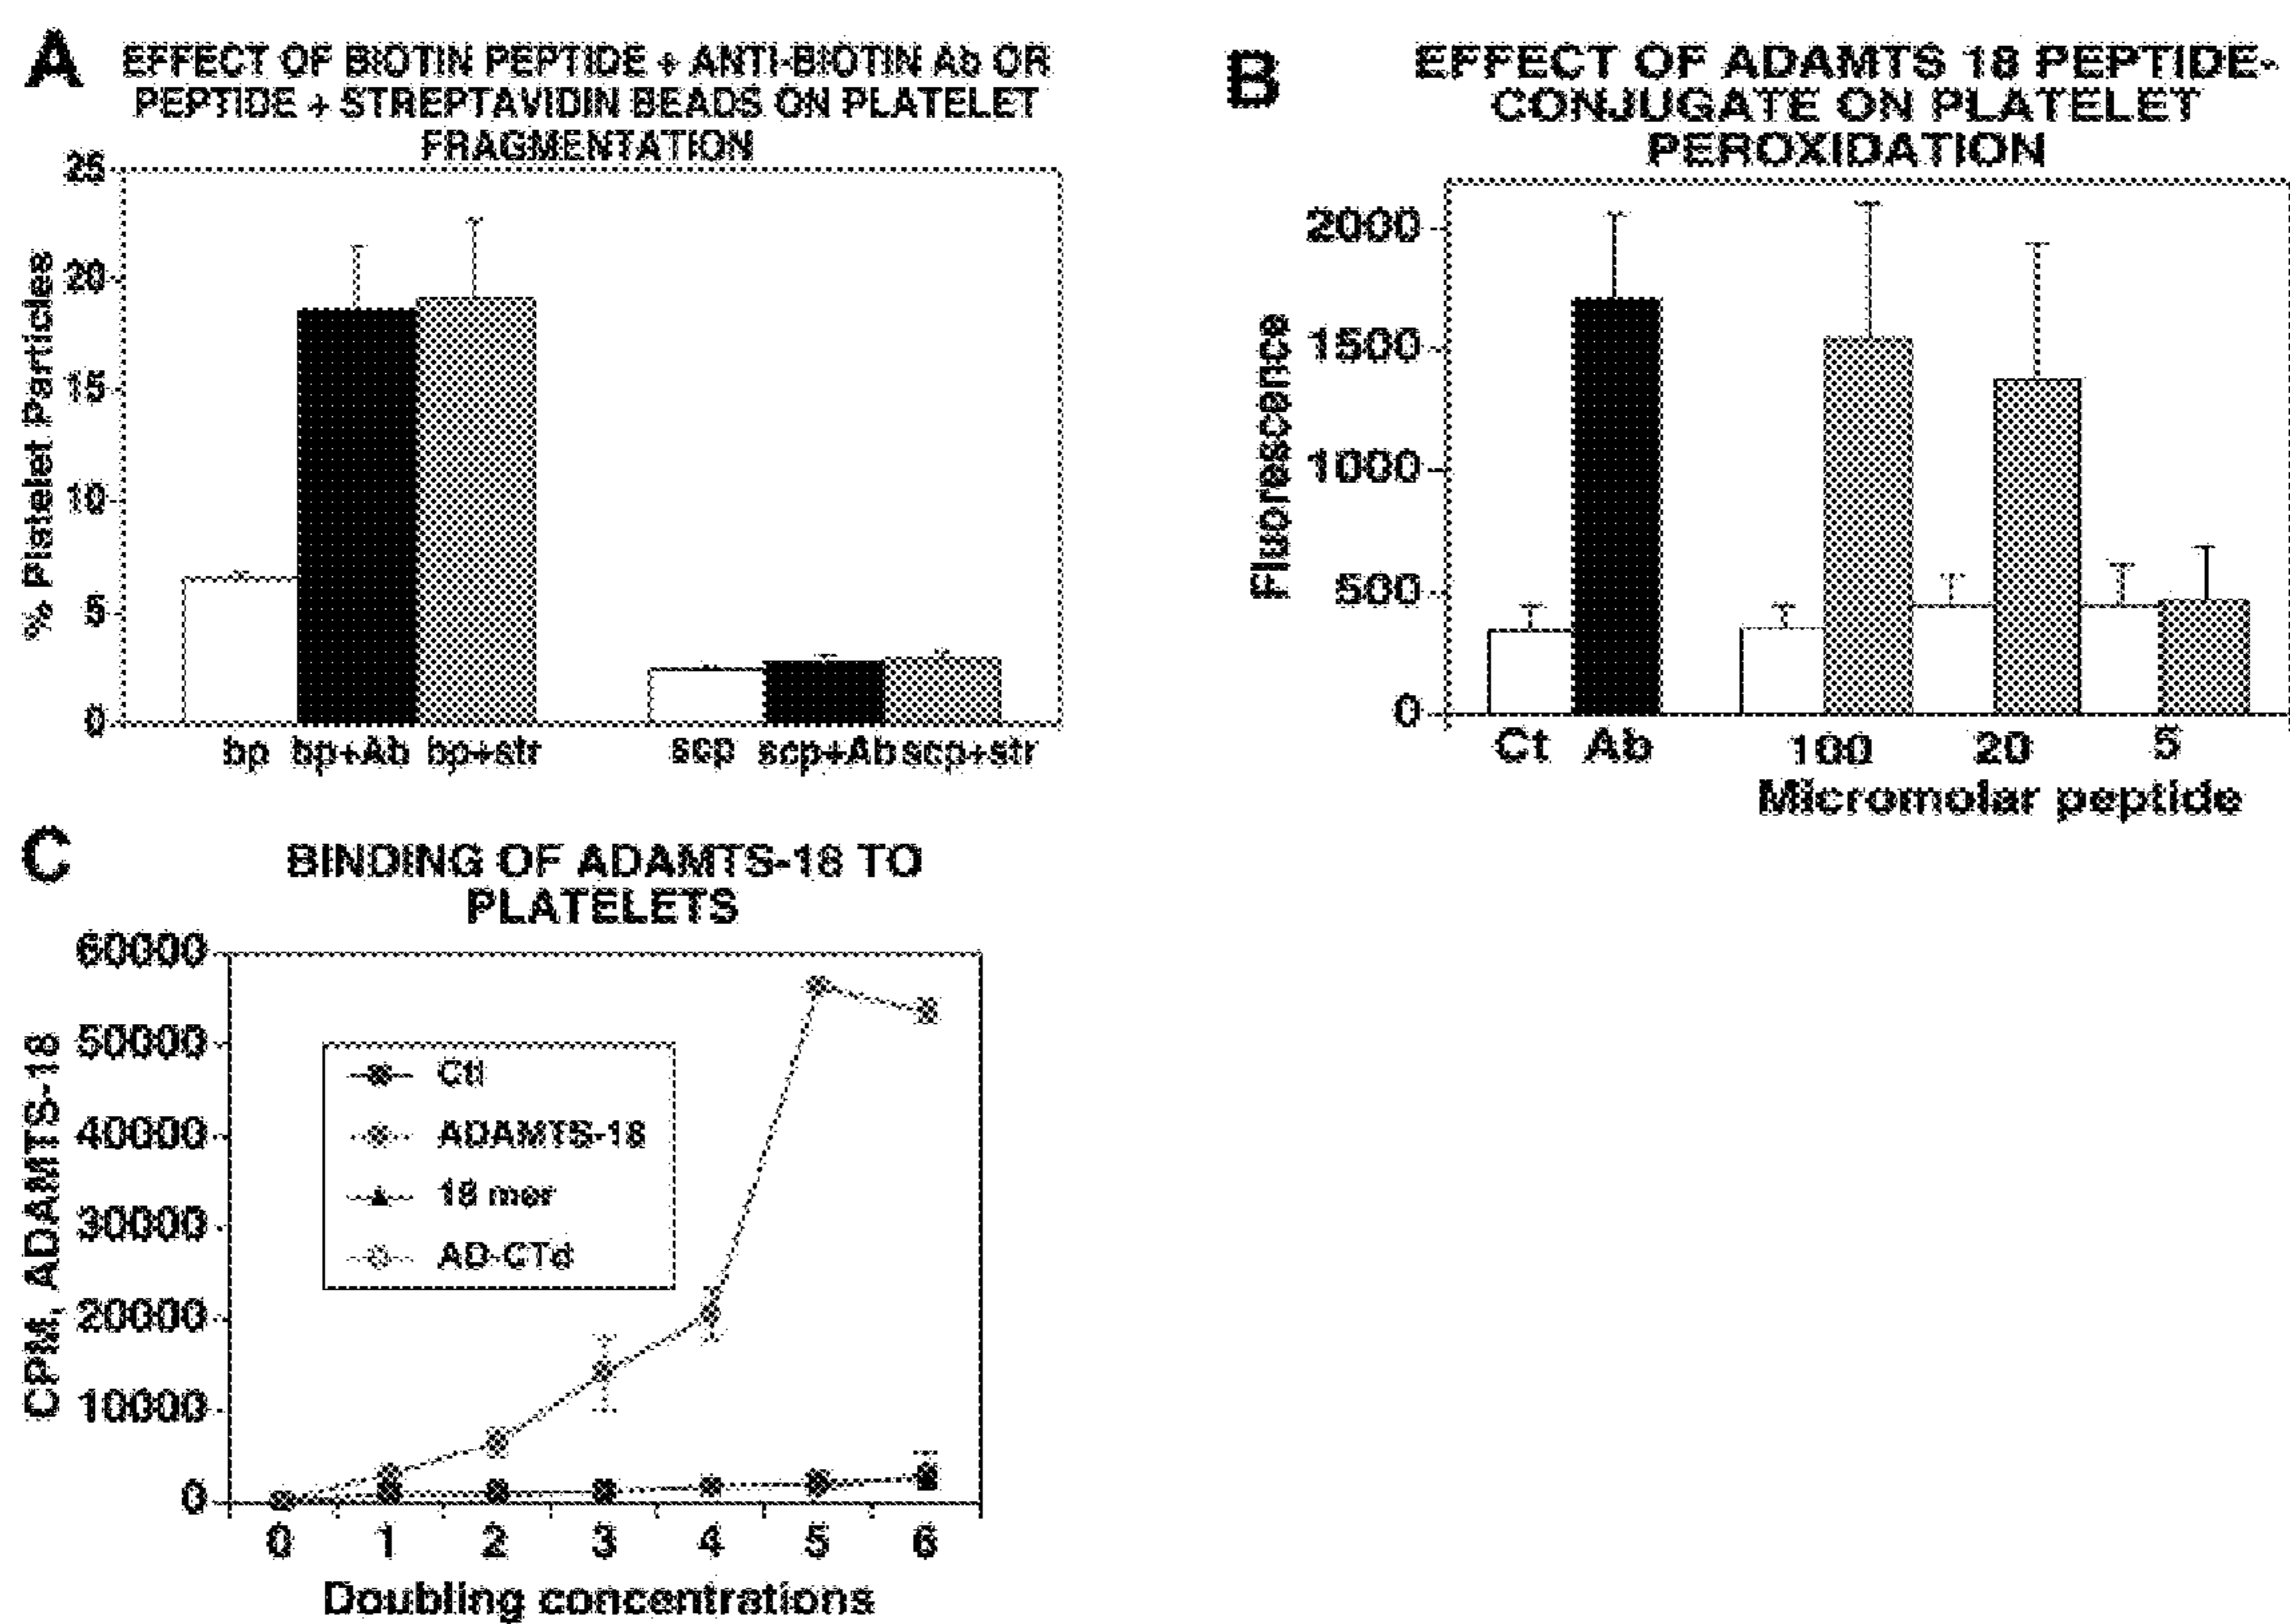 A
EFFECT OF BIOTIN PEPTIDE + ANTI-BIOTIN Ab OR
PEPTIDE + STREPTAVIDIN BEADS ON PLATELET
FRAGMENTATION
% Platelet Particles
25
20
15
10
5
0
bp bp+Ab bp+str scp scp+Ab scp+str
B
EFFECT OF ADAMTS 18 PEPTIDE-
CONJUGATE ON PLATELET
PEROXIDATION
Fluorescence
2000
1500
1000
500
0
Ct Ab 100 20 5
Micromolar peptide
C
BINDING OF ADAMTS-18 TO
PLATELETS
CPM, ADAMTS-18
60000
50000
40000
30000
20000
10000
0
Ctl
ADAMTS-18
18 mer
AD-CTd
0 1 2 3 4 5 6
Doubling concentrations